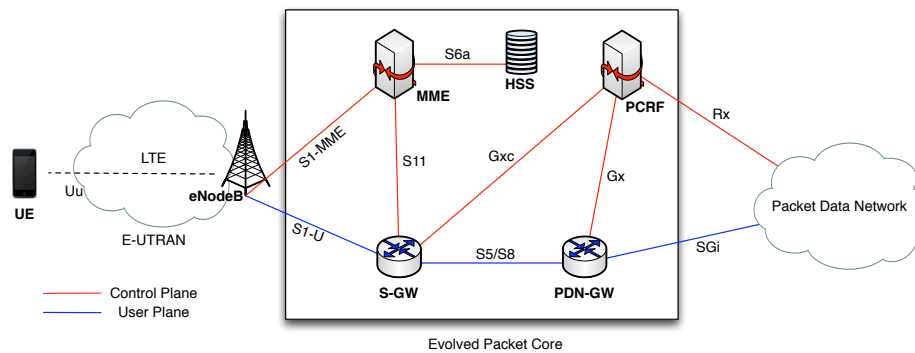 S6a
HSS
MME
PCRF
Rx
S1-MME
LTE
S11
Gxc
Gx
Uu
eNodeB
UE
Packet Data Network
E-UTRAN
S1-U
S5/S8
SGi
S-GW
PDN-GW
Control Plane
User Plane
Evolved Packet Core